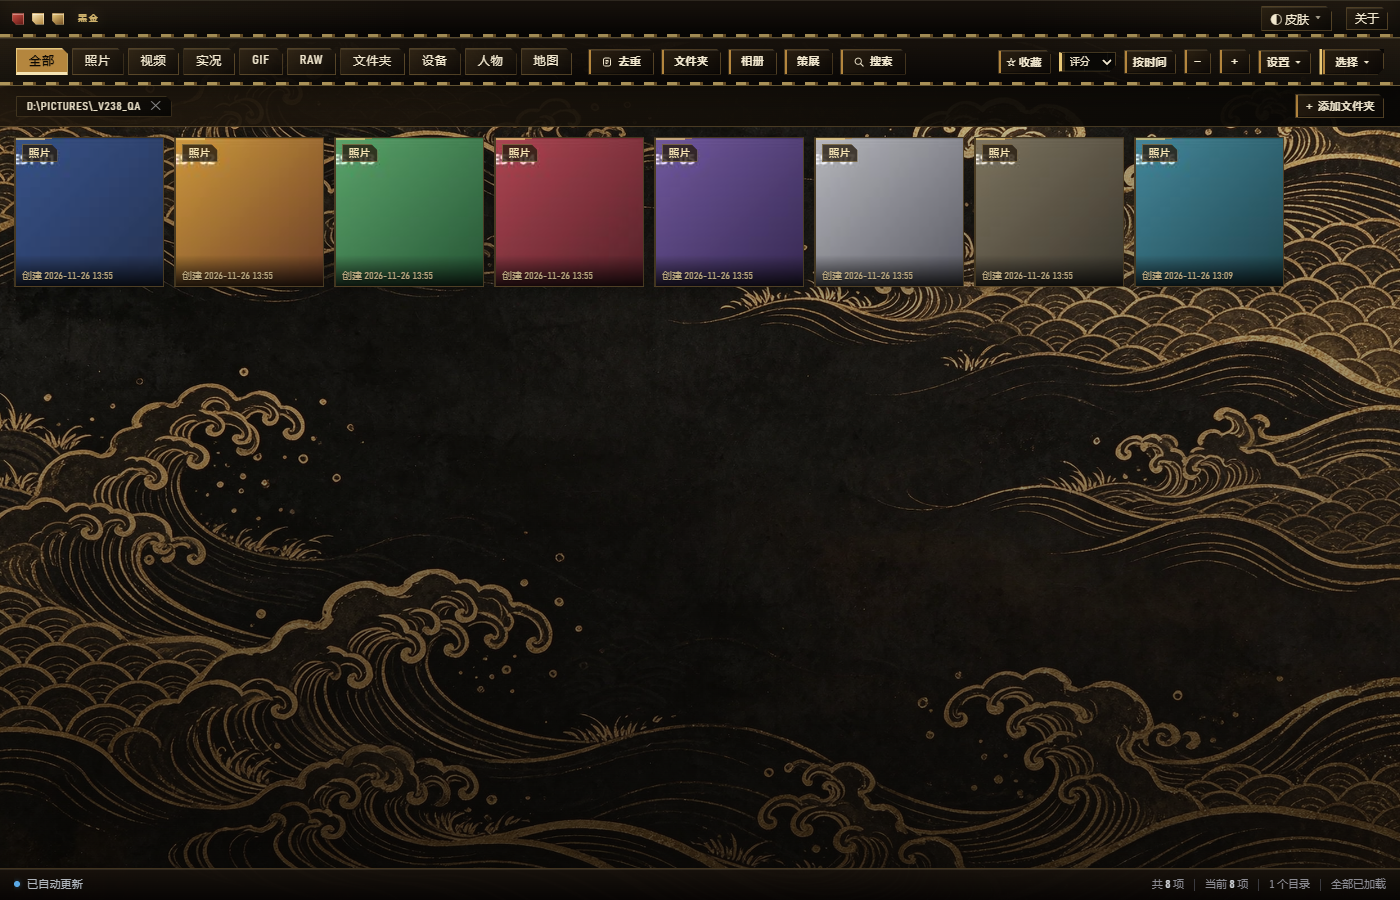 黑金
皮肤
关于
全部 照片 视频 实况 GIF RAW 文件夹 设备 人物 地图 去重 文件夹 相册 策展 搜索
☆收藏 评分 按时间 − + 设置 选择
D:\PICTURES\_V238_QA
+ 添加文件夹
照片 照片 照片 照片 照片 照片 照片 照片
创建 2026-11-26 13:55
创建 2026-11-26 13:55
创建 2026-11-26 13:55
创建 2026-11-26 13:55
创建 2026-11-26 13:55
创建 2026-11-26 13:55
创建 2026-11-26 13:55
创建 2026-11-26 13:09
已自动更新
共 8 项 当前 8 项 1 个目录 全部已加载